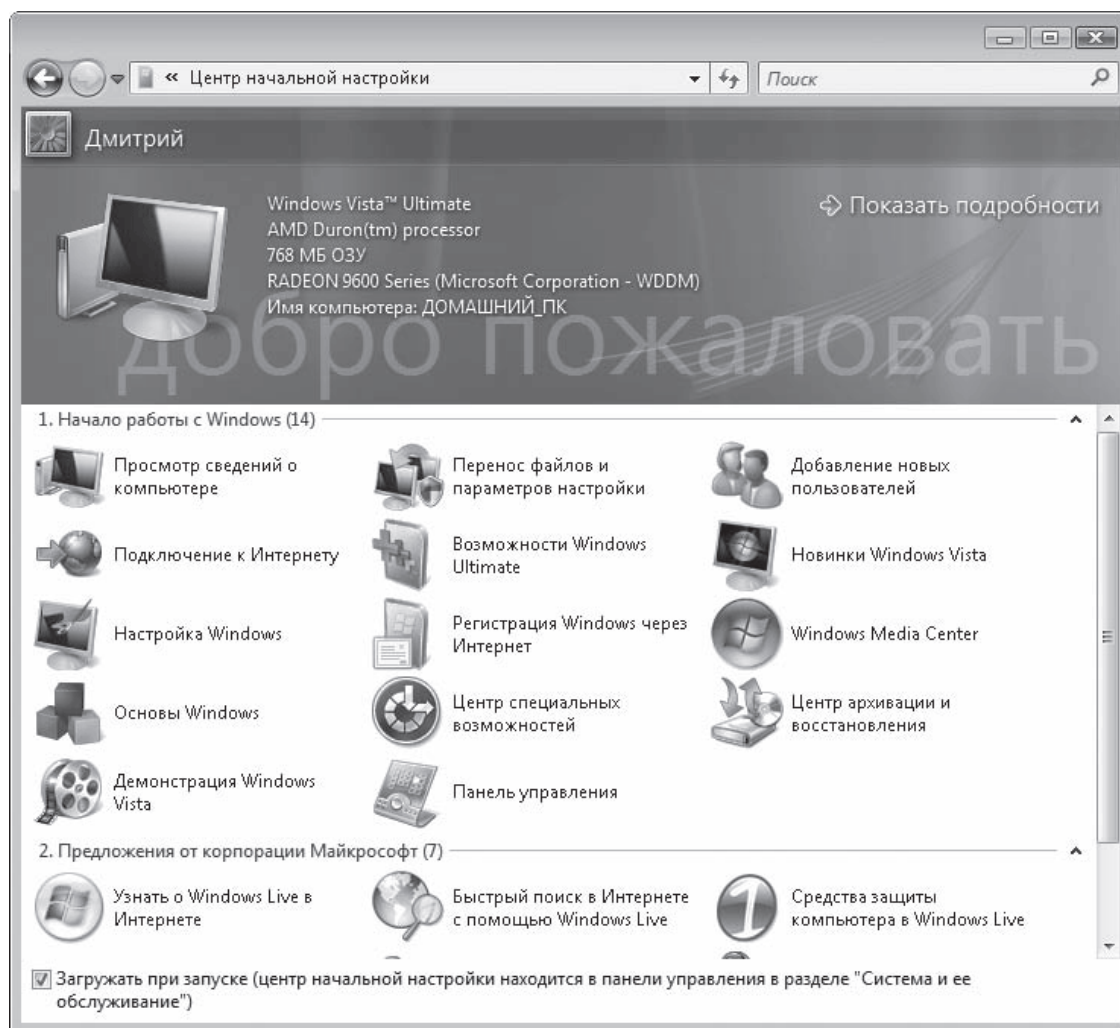 « Центр начальной настройки
Поиск
Дмитрий
Windows Vista™ Ultimate
AMD Duron(tm) processor
768 МБ ОЗУ
RADEON 9600 Series (Microsoft Corporation - WDDM)
Имя компьютера: ДОМАШНИЙ_ПК
Показать подробности
добро пожаловать
1. Начало работы с Windows (14)
Просмотр сведений о
компьютере
Перенос файлов и
параметров настройки
Добавление новых
пользователей
Подключение к Интернету
Возможности Windows
Ultimate
Новинки Windows Vista
Настройка Windows
Регистрация Windows через
Интернет
Windows Media Center
Основы Windows
Центр специальных
возможностей
Центр архивации и
восстановления
Демонстрация Windows
Vista
Панель управления
2. Предложения от корпорации Майкрософт (7)
Узнать о Windows Live в
Интернете
Быстрый поиск в Интернете
с помощью Windows Live
Средства защиты
компьютера в Windows Live
Загружать при запуске (центр начальной настройки находится в панели управления в разделе "Система и ее
обслуживание")